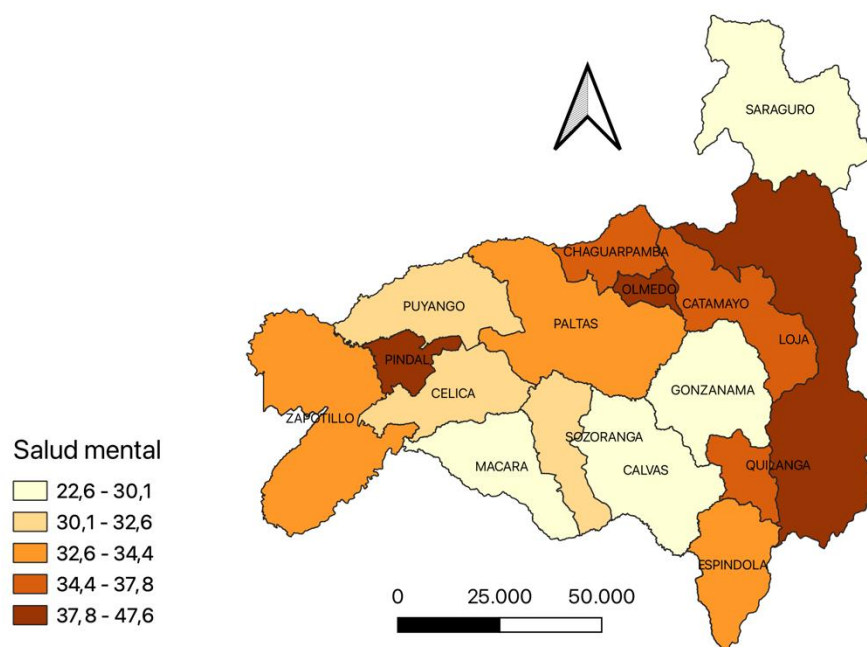 SARAGURO
CHAGUARPAMBA
OLMEDO
PUYANGO
CATAMAYO
PALTAS
LOJA
PINDAL
GONZANAMA
CELICA
ZAPOTILLO
SOZORANGA
MACARA
CALVAS
QUILANGA
ESPINDOLA
Salud mental
22,6 - 30,1
30,1 - 32,6
32,6 - 34,4
34,4 - 37,8
37,8 - 47,6
0 25.000 50.000